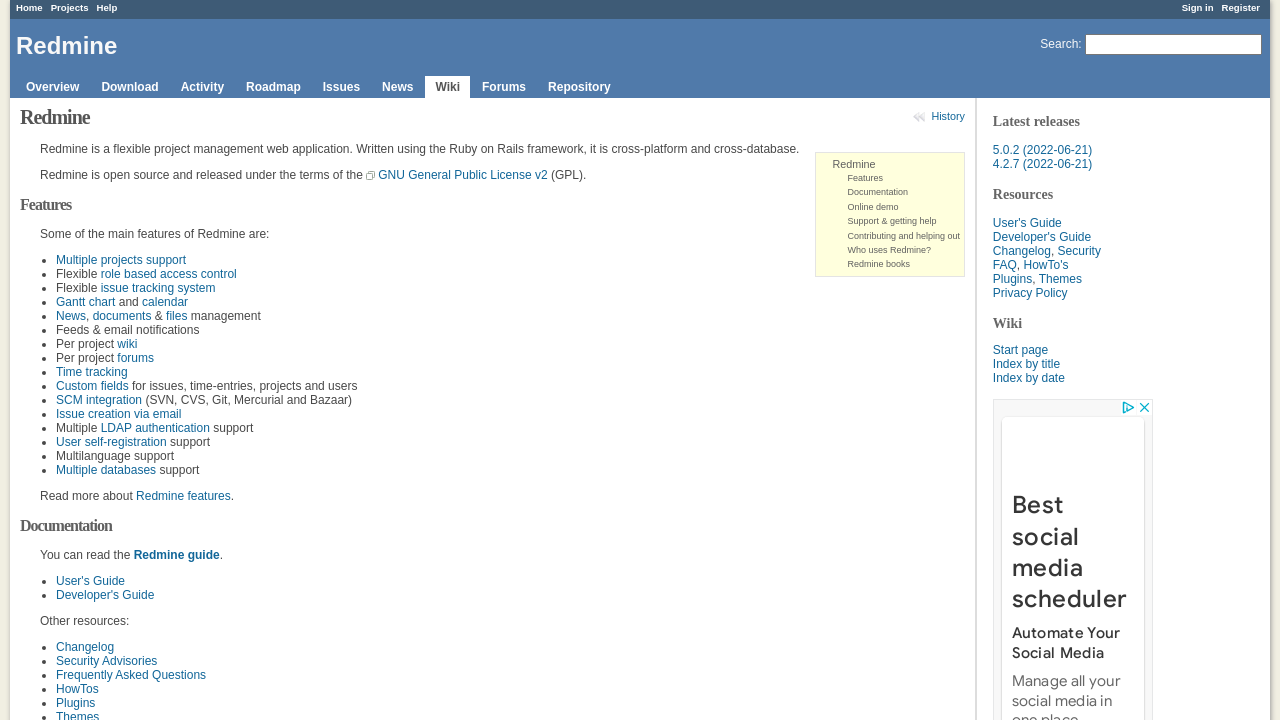 Home Projects Help Sign in Register
Redmine
Search:
Overview Download Activity Roadmap Issues News Wiki Forums Repository
History
Redmine
Redmine is a flexible project management web application. Written using the Ruby on Rails framework, it is cross-platform and cross-database.
Redmine is open source and released under the terms of the GNU General Public License v2 (GPL).
Redmine
Features
Documentation
Online demo
Support & getting help
Contributing and helping out
Who uses Redmine?
Redmine books
Features
Some of the main features of Redmine are:
Multiple projects support
Flexible role based access control
Flexible issue tracking system
Gantt chart and calendar
News, documents & files management
Feeds & email notifications
Per project wiki
Per project forums
Time tracking
Custom fields for issues, time-entries, projects and users
SCM integration (SVN, CVS, Git, Mercurial and Bazaar)
Issue creation via email
Multiple LDAP authentication support
User self-registration support
Multilanguage support
Multiple databases support
Read more about Redmine features.
Documentation
You can read the Redmine guide.
User's Guide
Developer's Guide
Other resources:
Changelog
Security Advisories
Frequently Asked Questions
HowTos
Plugins
Themes
Latest releases
5.0.2 (2022-06-21)
4.2.7 (2022-06-21)
Resources
User's Guide
Developer's Guide
Changelog, Security
FAQ, HowTo's
Plugins, Themes
Privacy Policy
Wiki
Start page
Index by title
Index by date
Best
social
media
scheduler
Automate Your
Social Media
Manage all your
social media in
one place